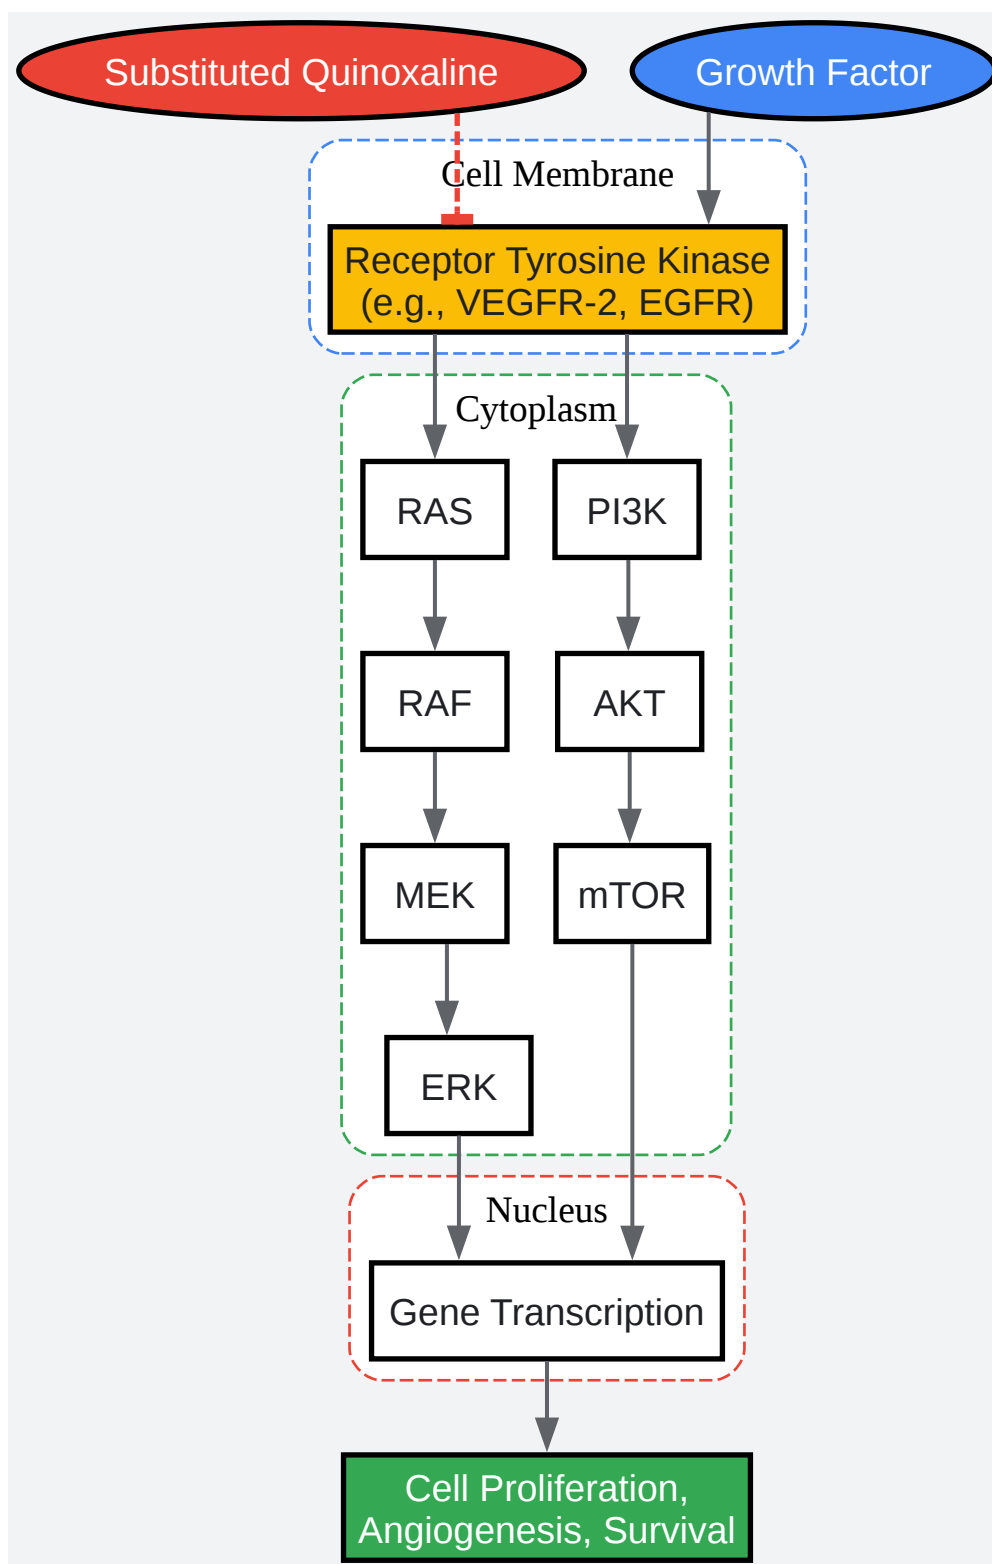 Substituted Quinoxaline
Growth Factor
Cell Membrane
Receptor Tyrosine Kinase
(e.g., VEGFR-2, EGFR)
Cytoplasm
RAS
PI3K
RAF
AKT
MEK
mTOR
ERK
Nucleus
Gene Transcription
Cell Proliferation,
Angiogenesis, Survival